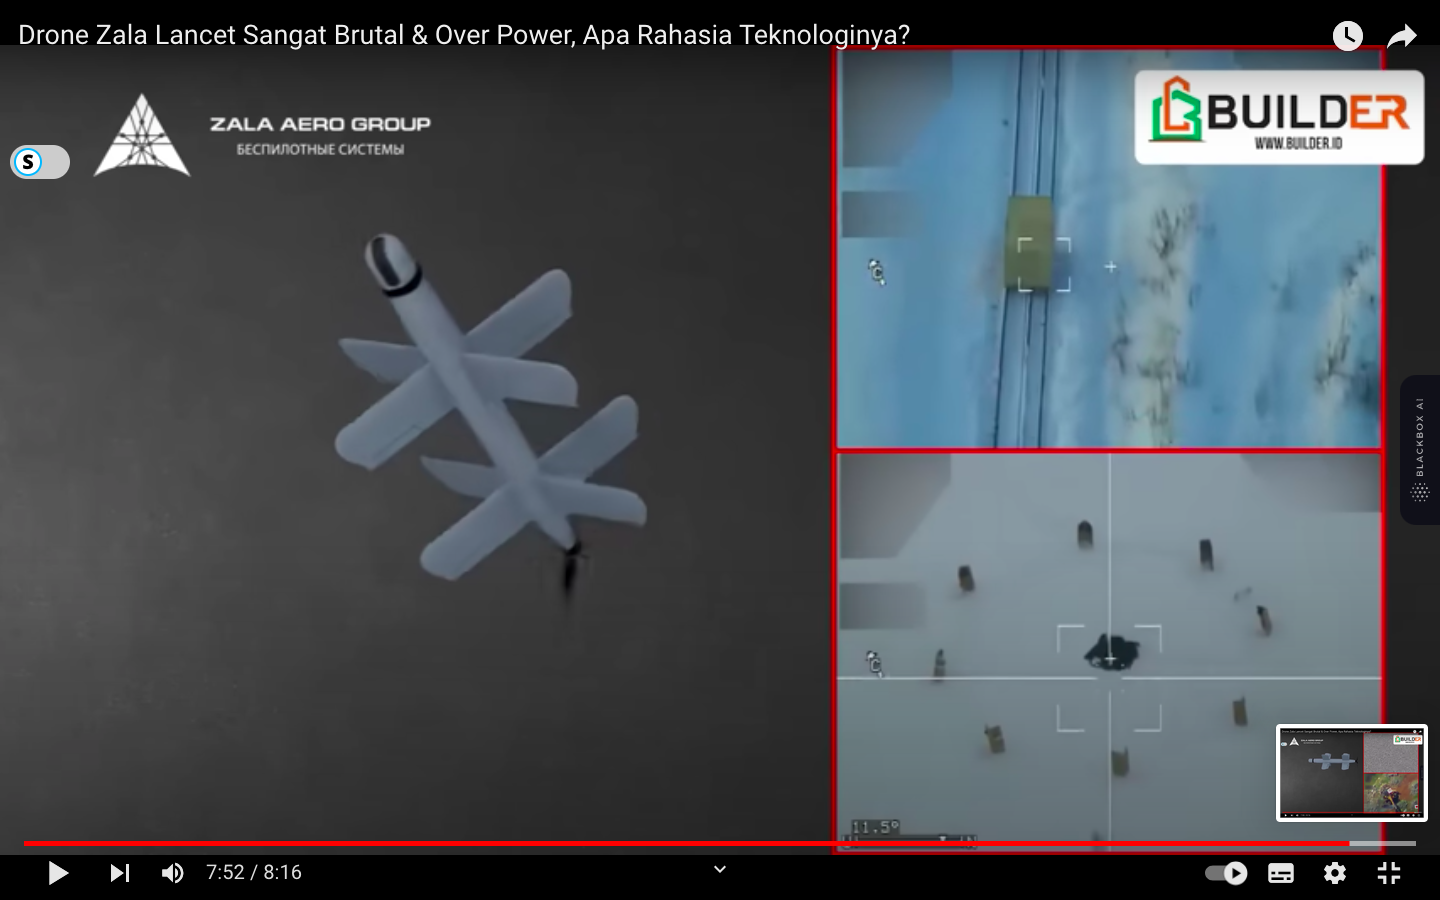 Drone Zala Lancet Sangat Brutal & Over Power, Apa Rahasia Teknologinya?
BUILDER
WWW.BUILDER.ID
ZALA AERO GROUP
БЕСПИЛОТНЫЕ СИСТЕМЫ
S
BLACKBOX AI
11.5°
7:52 / 8:16